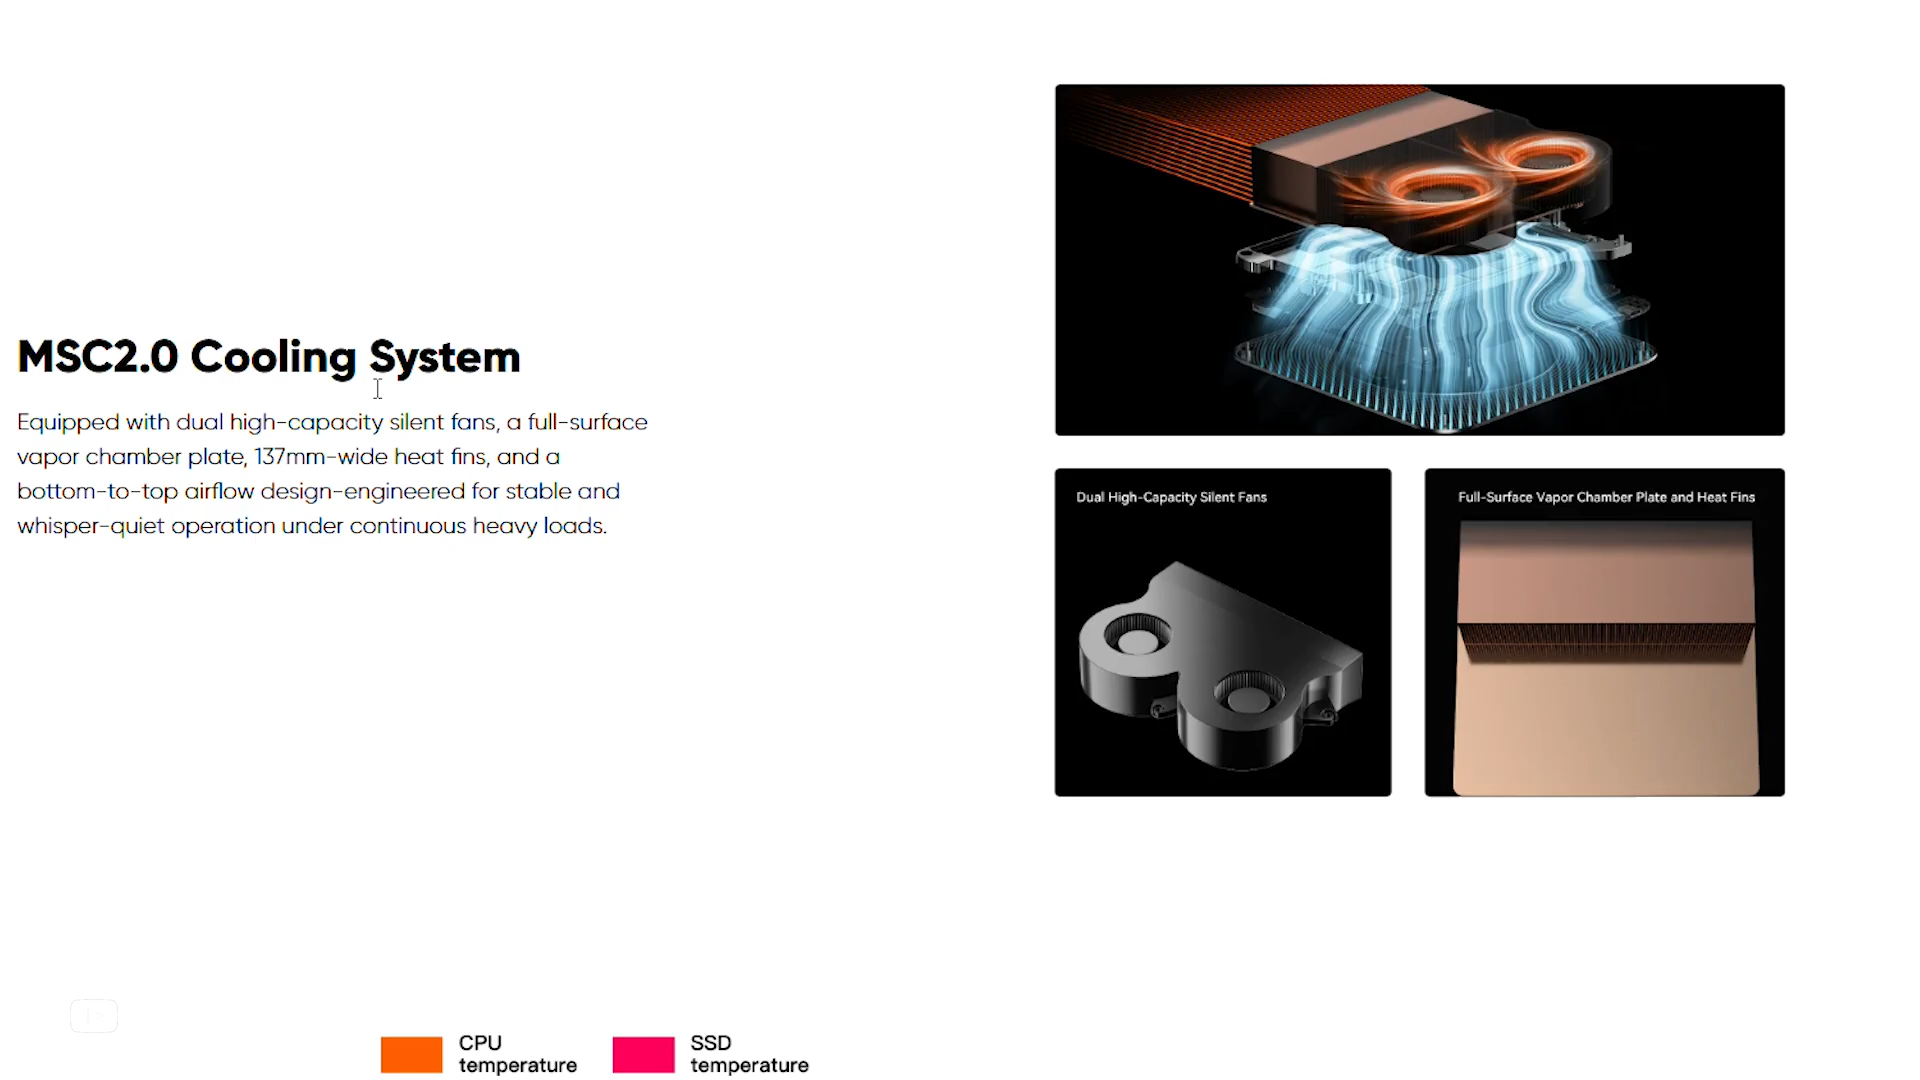 MSC2.0 Cooling System
Equipped with dual high-capacity silent fans, a full-surface
vapor chamber plate, 137mm-wide heat fins, and a
bottom-to-top airflow design-engineered for stable and
whisper-quiet operation under continuous heavy loads.
Dual High-Capacity Silent Fans
Full-Surface Vapor Chamber Plate and Heat Fins
CPU
temperature
SSD
temperature